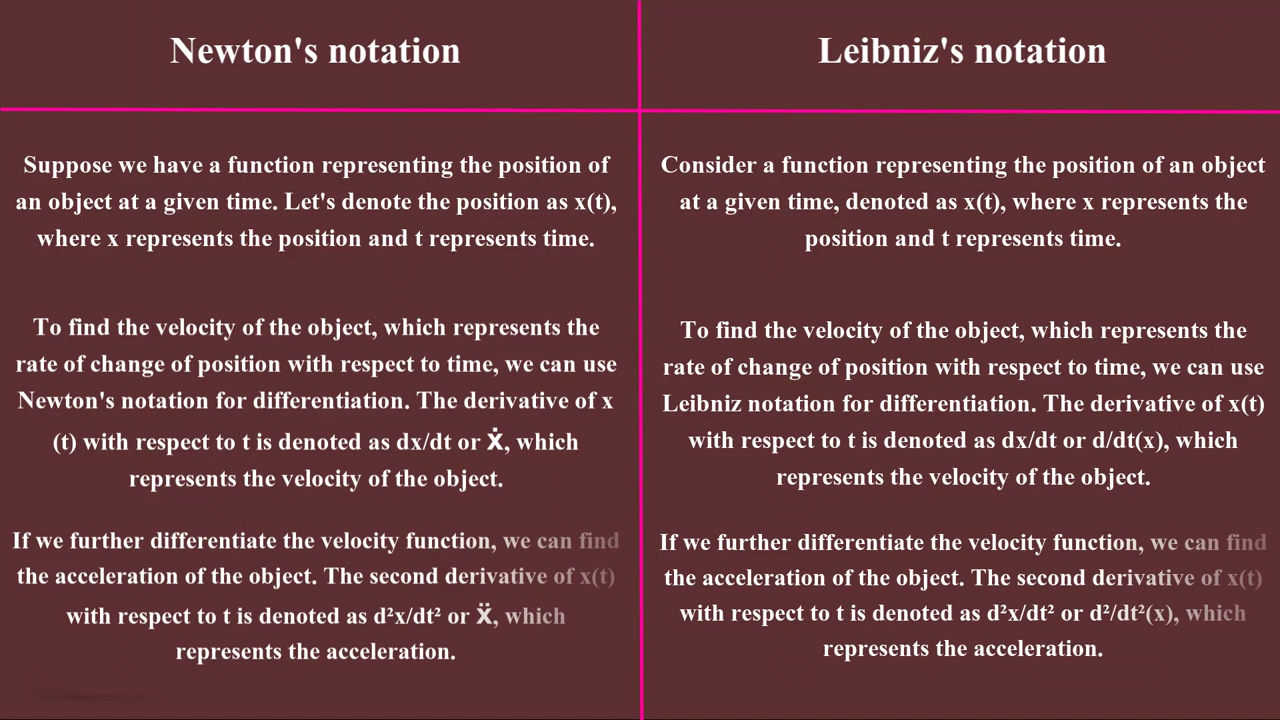 Newton's notation
Suppose we have a function representing the position of
an object at a given time. Let's denote the position as x(t),
where x represents the position and t represents time.
To find the velocity of the object, which represents the
rate of change of position with respect to time, we can use
Newton's notation for differentiation. The derivative of x
(t) with respect to t is denoted as dx/dt or ẋ, which
represents the velocity of the object.
If we further differentiate the velocity function, we can find
the acceleration of the object. The second derivative of x(t)
with respect to t is denoted as d²x/dt² or ẍ, which
represents the acceleration.
Leibniz's notation
Consider a function representing the position of an object
at a given time, denoted as x(t), where x represents the
position and t represents time.
To find the velocity of the object, which represents the
rate of change of position with respect to time, we can use
Leibniz notation for differentiation. The derivative of x(t)
with respect to t is denoted as dx/dt or d/dt(x), which
represents the velocity of the object.
If we further differentiate the velocity function, we can find
the acceleration of the object. The second derivative of x(t)
with respect to t is denoted as d²x/dt² or d²/dt²(x), which
represents the acceleration.